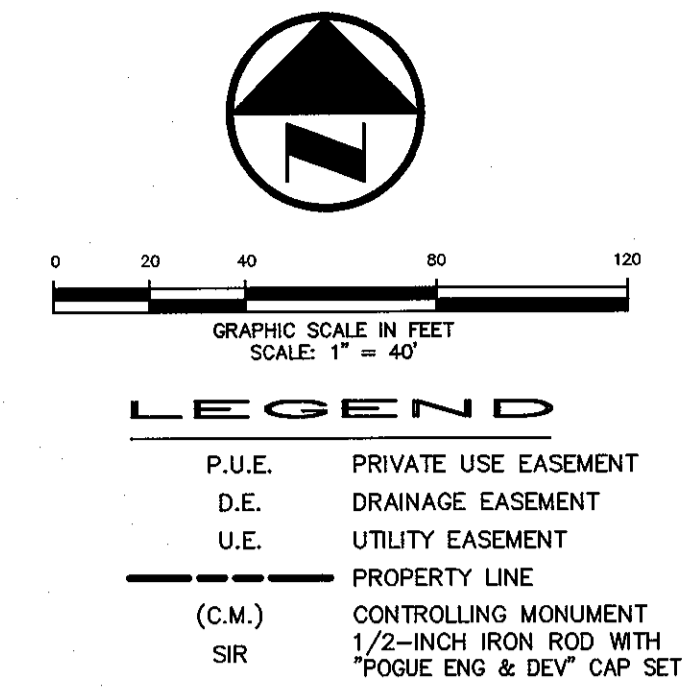 N
0 20 40 80 120
GRAPHIC SCALE IN FEET
SCALE: 1" = 40'
LEGEND
P.U.E. PRIVATE USE EASEMENT
D.E. DRAINAGE EASEMENT
U.E. UTILITY EASEMENT
PROPERTY LINE
(C.M.) CONTROLLING MONUMENT
SIR 1/2-INCH IRON ROD WITH
"POGUE ENG & DEV" CAP SET